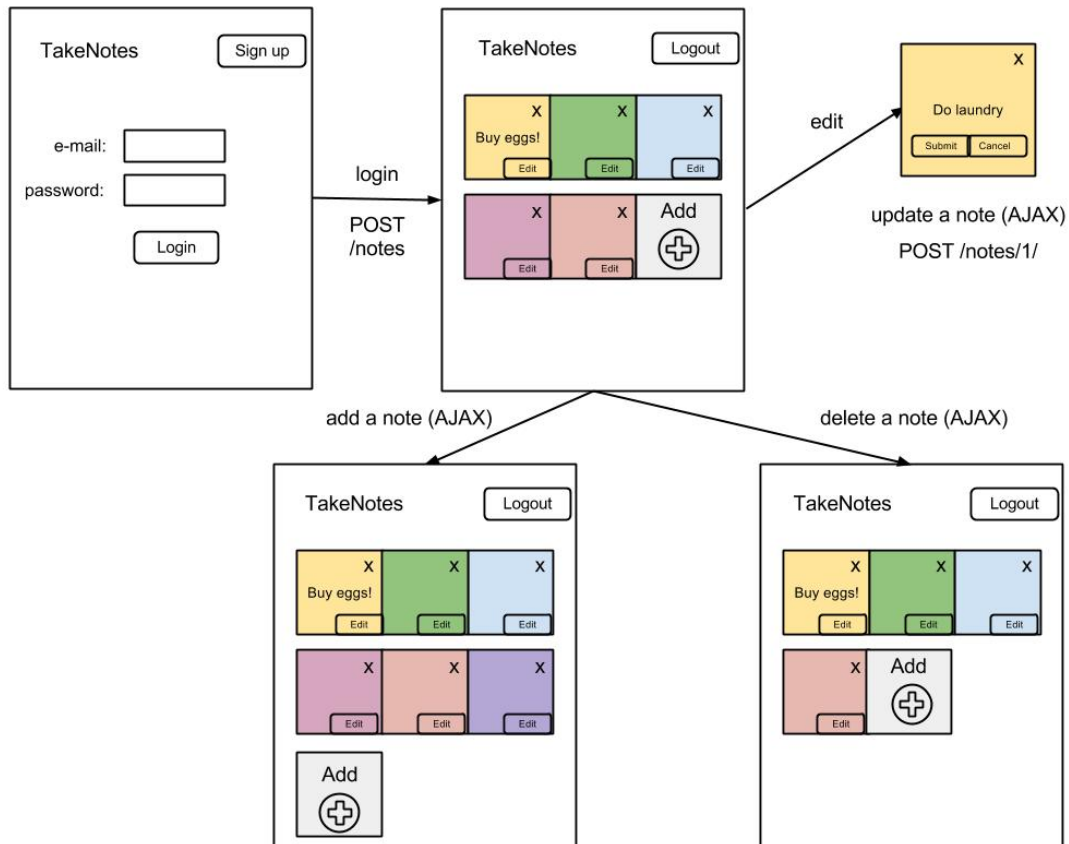 TakeNotes
Sign up
e-mail:
password:
Login
login
POST
/notes
TakeNotes
Logout
X X X
Buy eggs!
Edit Edit Edit
X X Add
Edit Edit
edit
X
Do laundry
Submit Cancel
update a note (AJAX)
POST /notes/1/
add a note (AJAX)
delete a note (AJAX)
TakeNotes
Logout
X X X
Buy eggs!
Edit Edit Edit
X X X
Edit Edit Edit
Add
TakeNotes
Logout
X X X
Buy eggs!
Edit Edit Edit
X Add
Edit